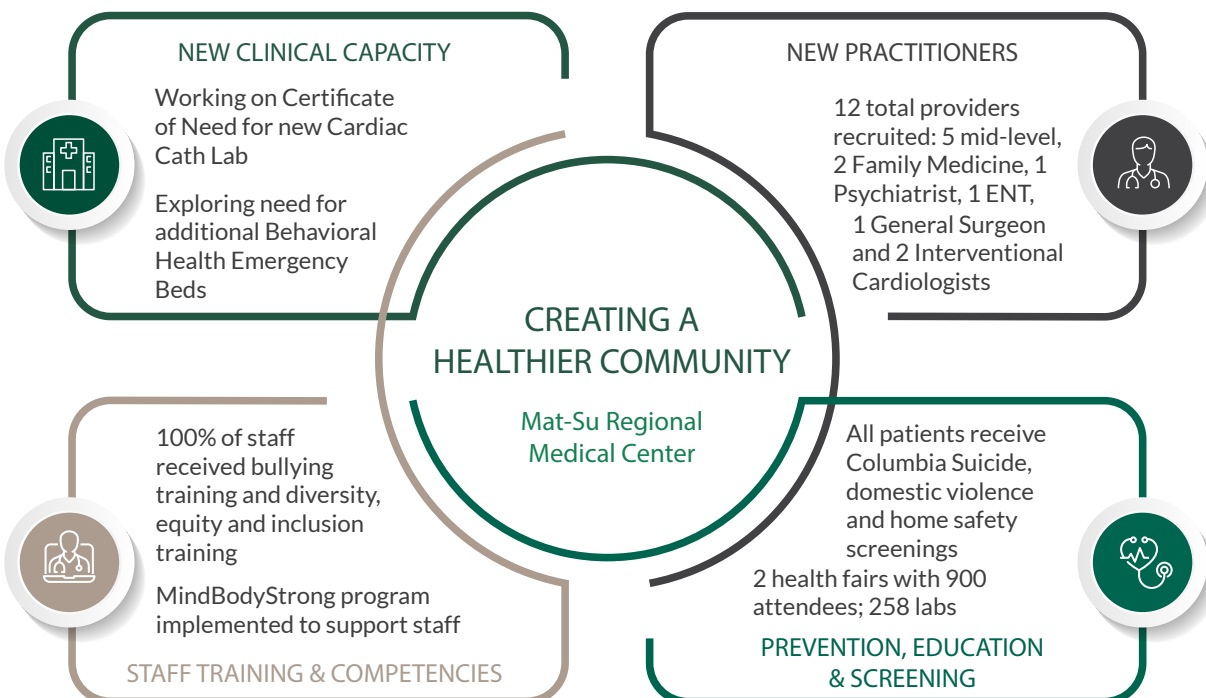 NEW CLINICAL CAPACITY
Working on Certificate
of Need for new Cardiac
Cath Lab
Exploring need for
additional Behavioral
Health Emergency
Beds
NEW PRACTITIONERS
12 total providers
recruited: 5 mid-level,
2 Family Medicine, 1
Psychiatrist, 1 ENT,
1 General Surgeon
and 2 Interventional
Cardiologists
CREATING A
HEALTHIER COMMUNITY
Mat-Su Regional
Medical Center
100% of staff
received bullying
training and diversity,
equity and inclusion
training
MindBodyStrong program
implemented to support staff
STAFF TRAINING & COMPETENCIES
All patients receive
Columbia Suicide,
domestic violence
and home safety
screenings
2 health fairs with 900
attendees; 258 labs
PREVENTION, EDUCATION
& SCREENING